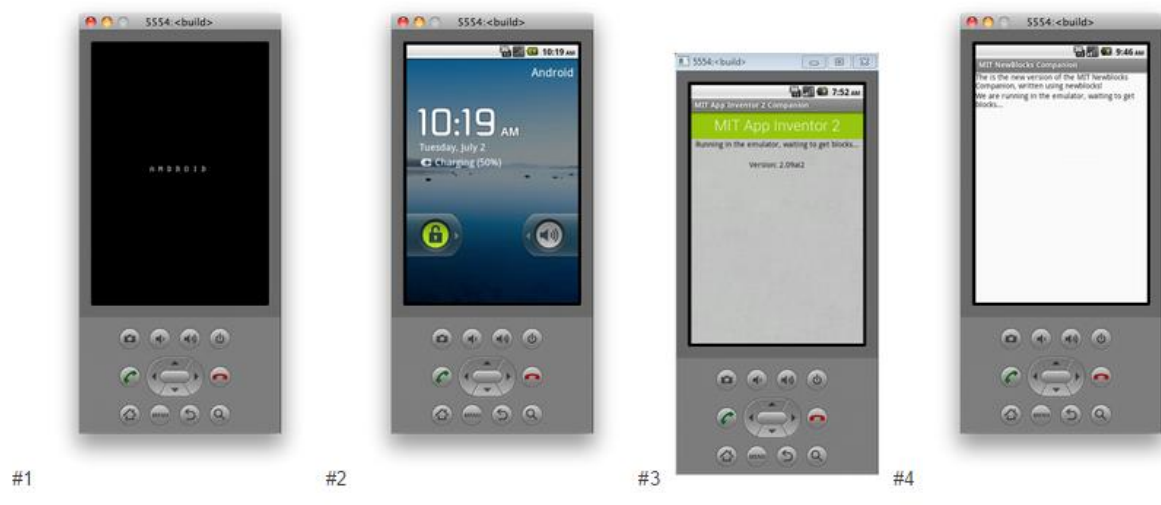 5554:<build>
ANDROID
#1
5554:<build>
10:19 AM
Android
10:19 AM
Tuesday, July 2
Charging (50%)
MENU
#2
5554:<build>
7:52 AM
MIT App Inventor 2 Companion
MIT App Inventor 2
Running in the emulator, waiting to get blocks...
Version: 2.09ai2
MENU
#3
5554:<build>
9:46 AM
MIT NewBlocks Companion
The is the new version of the MIT Newblocks
Companion, written using newblocks!
We are running in the emulator, waiting to get
blocks...
MENU
#4